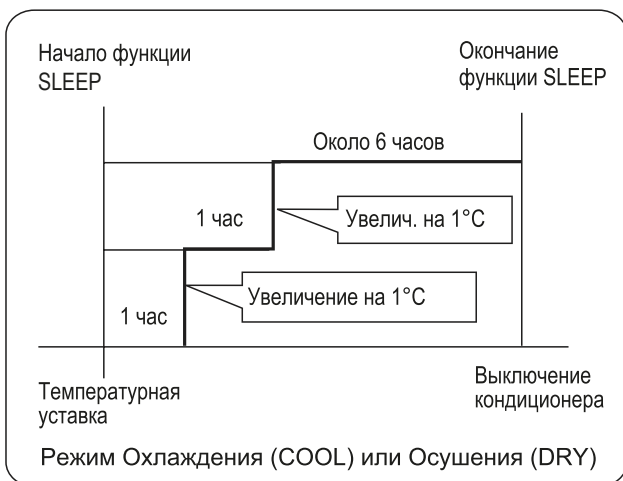 Начало функции
SLEEP
Окончание
функции SLEEP
Около 6 часов
1 час
Увелич. на 1°C
1 час
Увеличение на 1°C
Температурная
уставка
Выключение
кондиционера
Режим Охлаждения (COOL) или Осушения (DRY)